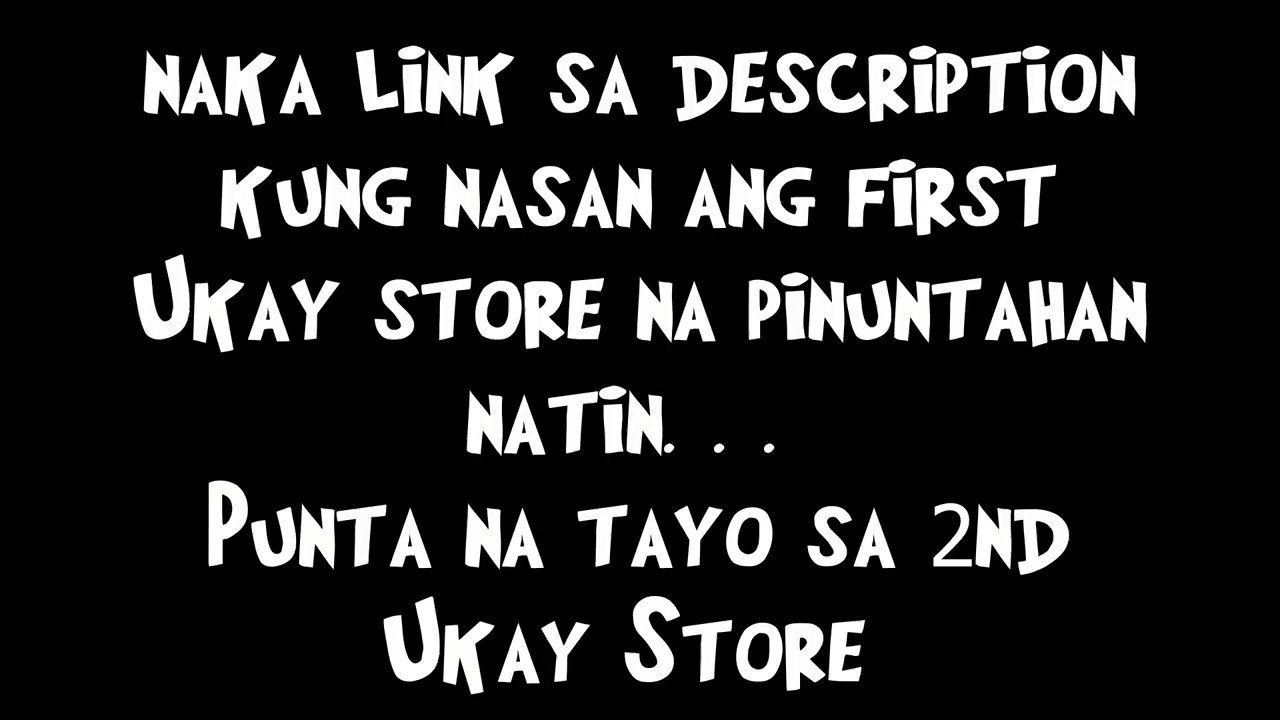 naka link sa description
kung nasan ang first
Ukay store na pinuntahan
natin. . .
Punta na tayo sa 2nd
Ukay Store